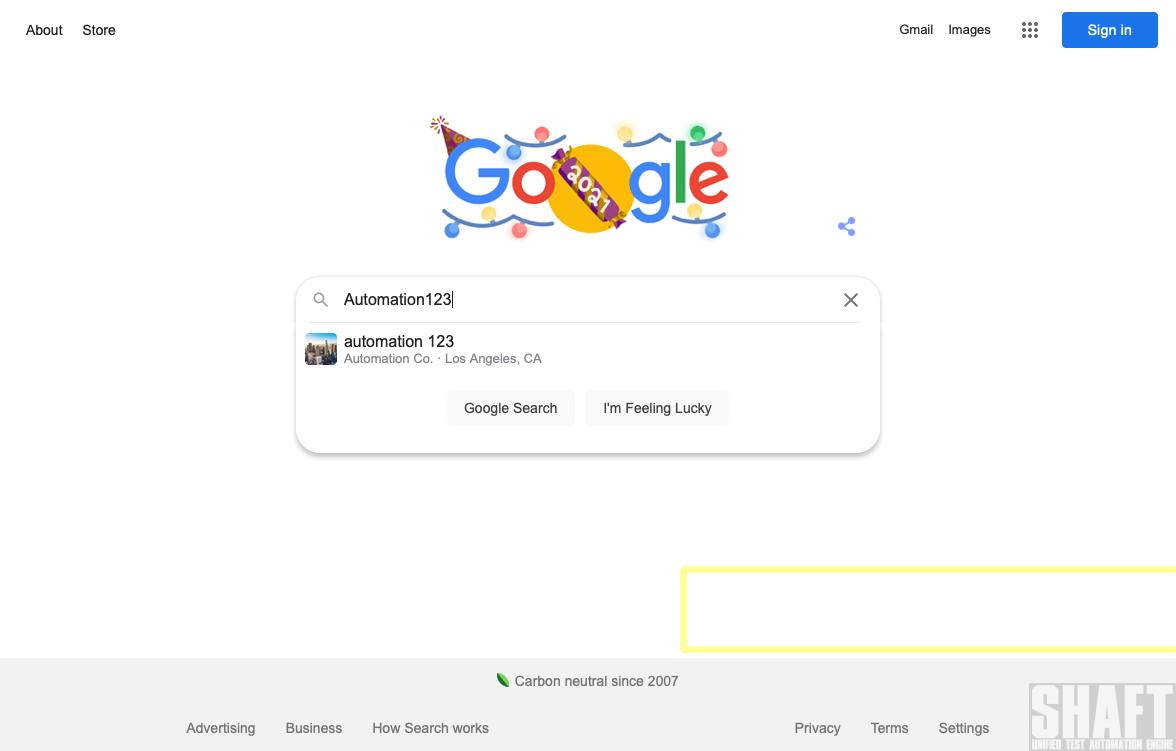 About Store
Gmail Images
Sign in
Google
2021
Automation123
automation 123
Automation Co. · Los Angeles, CA
Google Search
I'm Feeling Lucky
Carbon neutral since 2007
Advertising Business How Search works
Privacy Terms Settings
SHAFT
UNIFIED TEST AUTOMATION ENGINE